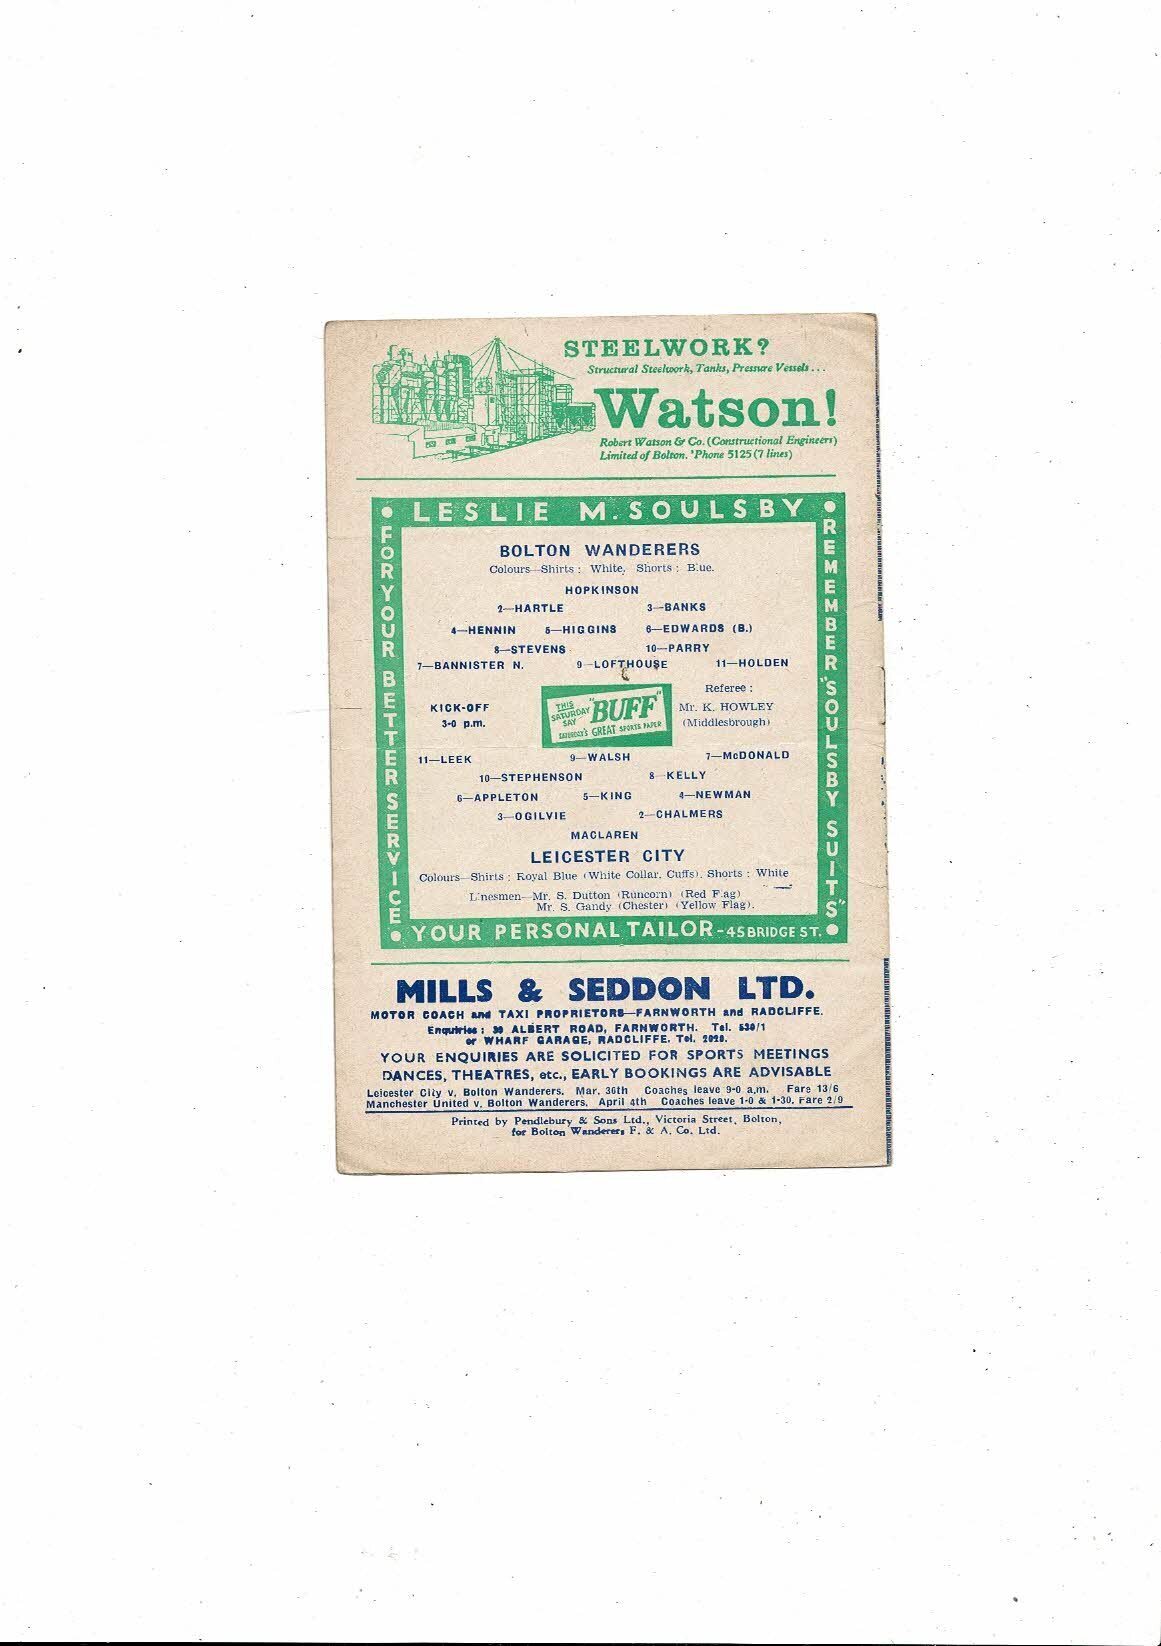 STEELWORK?
Structural Steelwork, Tanks, Pressure Vessels . . .
Watson!
Robert Watson & Co. (Constructional Engineers)
Limited of Bolton. 'Phone 5125 (7 lines)
LESLIE M. SOULSBY
FOR YOUR BETTER SERVICE
REMEMBER "SOULSBY SUITS"
BOLTON WANDERERS
Colours—Shirts : White, Shorts : Blue.
HOPKINSON
2—HARTLE 3—BANKS
4—HENNIN 5—HIGGINS 6—EDWARDS (B.)
8—STEVENS 10—PARRY
7—BANNISTER N. 9—LOFTHOUSE 11—HOLDEN
KICK-OFF
3-0 p.m.
THIS SATURDAY SAY "BUFF"
SATURDAY'S GREAT SPORTS PAPER
Referee :
Mr. K. HOWLEY
(Middlesbrough)
11—LEEK 9—WALSH 7—McDONALD
10—STEPHENSON 8—KELLY
6—APPLETON 5—KING 4—NEWMAN
3—OGILVIE 2—CHALMERS
MACLAREN
LEICESTER CITY
Colours—Shirts : Royal Blue (White Collar, Cuffs), Shorts : White
Linesmen—Mr. S. Dutton (Runcorn) (Red Flag)
Mr. S. Gandy (Chester) (Yellow Flag).
YOUR PERSONAL TAILOR - 45 BRIDGE ST.
MILLS & SEDDON LTD.
MOTOR COACH and TAXI PROPRIETORS—FARNWORTH and RADCLIFFE.
Enquiries : 30 ALBERT ROAD, FARNWORTH. Tel. 530/1
or WHARF GARAGE, RADCLIFFE. Tel. 2020.
YOUR ENQUIRIES ARE SOLICITED FOR SPORTS MEETINGS
DANCES, THEATRES, etc., EARLY BOOKINGS ARE ADVISABLE
Leicester City v. Bolton Wanderers. Mar. 30th Coaches leave 9-0 a.m. Fare 13/6
Manchester United v. Bolton Wanderers. April 4th Coaches leave 1-0 & 1-30. Fare 2/9
Printed by Pendlebury & Sons Ltd., Victoria Street, Bolton,
for Bolton Wanderers F. & A. Co. Ltd.